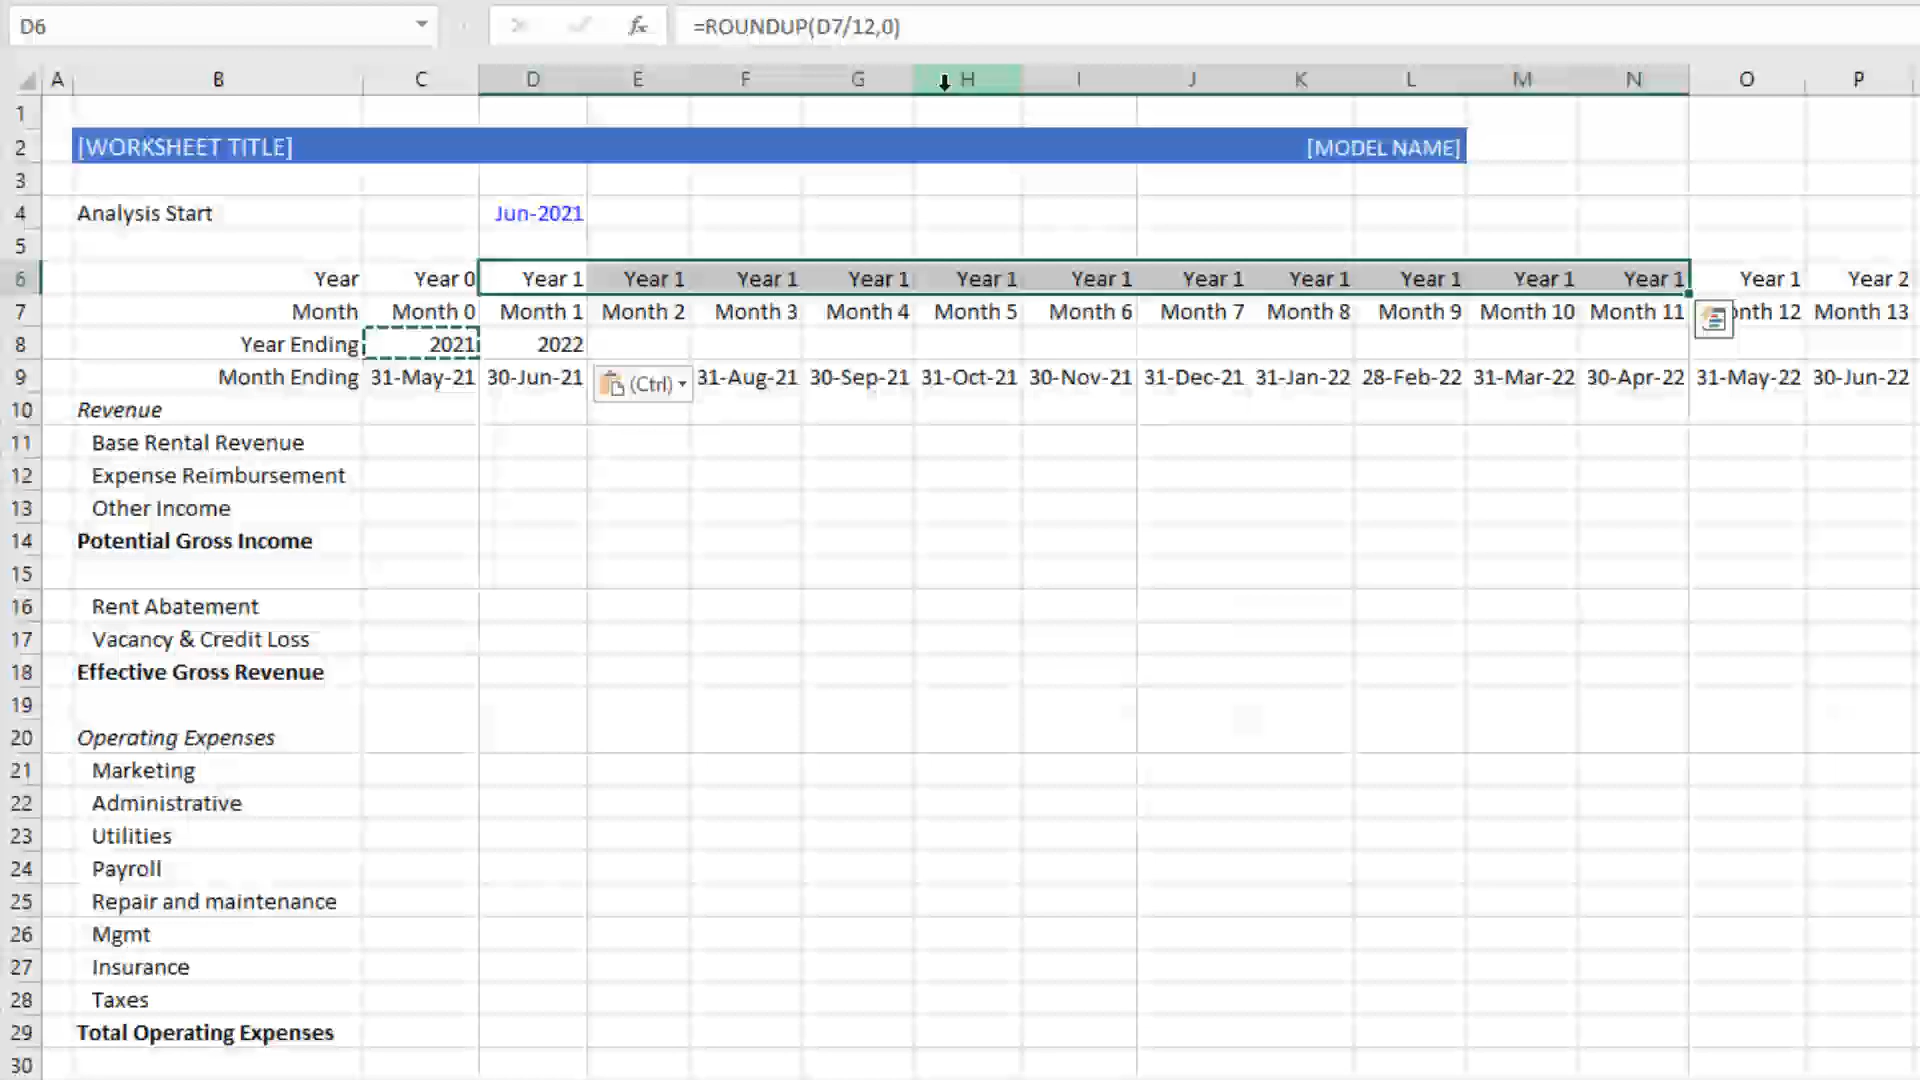 D6 fx =ROUNDUP(D7/12,0)
A B C D E F G H I J K L M N O P
1
2 [WORKSHEET TITLE] [MODEL NAME]
3
4 Analysis Start Jun-2021
5
6 Year Year 0 Year 1 Year 1 Year 1 Year 1 Year 1 Year 1 Year 1 Year 1 Year 1 Year 1 Year 1 Year 1 Year 2
7 Month Month 0 Month 1 Month 2 Month 3 Month 4 Month 5 Month 6 Month 7 Month 8 Month 9 Month 10 Month 11 onth 12 Month 13
8 Year Ending 2021 2022
9 Month Ending 31-May-21 30-Jun-21 (Ctrl) 31-Aug-21 30-Sep-21 31-Oct-21 30-Nov-21 31-Dec-21 31-Jan-22 28-Feb-22 31-Mar-22 30-Apr-22 31-May-22 30-Jun-22
10 Revenue
11 Base Rental Revenue
12 Expense Reimbursement
13 Other Income
14 Potential Gross Income
15
16 Rent Abatement
17 Vacancy & Credit Loss
18 Effective Gross Revenue
19
20 Operating Expenses
21 Marketing
22 Administrative
23 Utilities
24 Payroll
25 Repair and maintenance
26 Mgmt
27 Insurance
28 Taxes
29 Total Operating Expenses
30